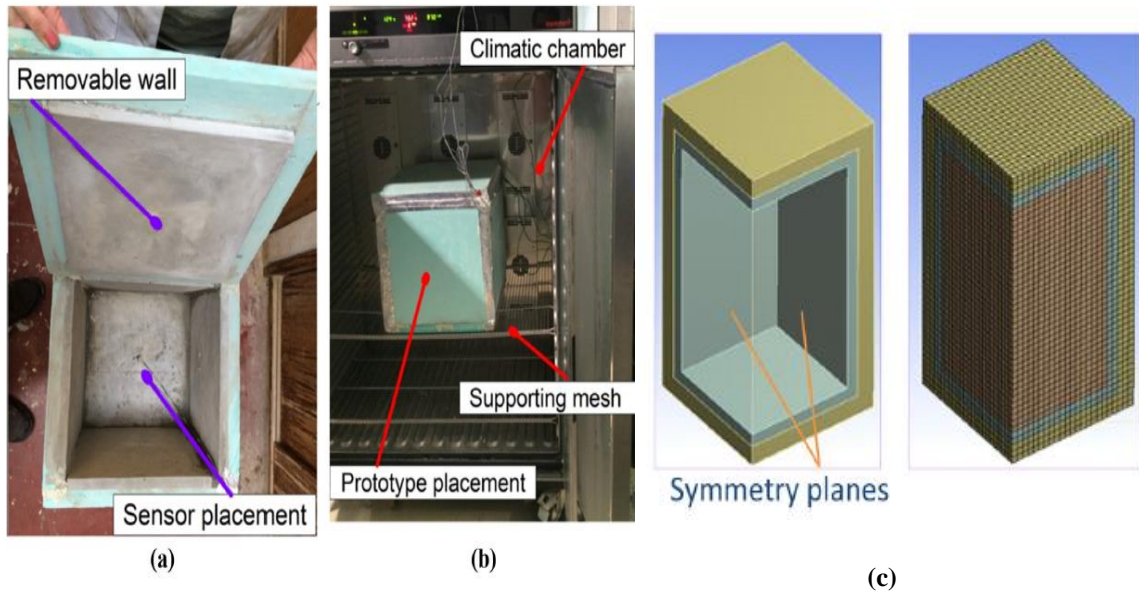 Removable wall
Sensor placement
(a)
Climatic chamber
Supporting mesh
Prototype placement
(b)
Symmetry planes
(c)